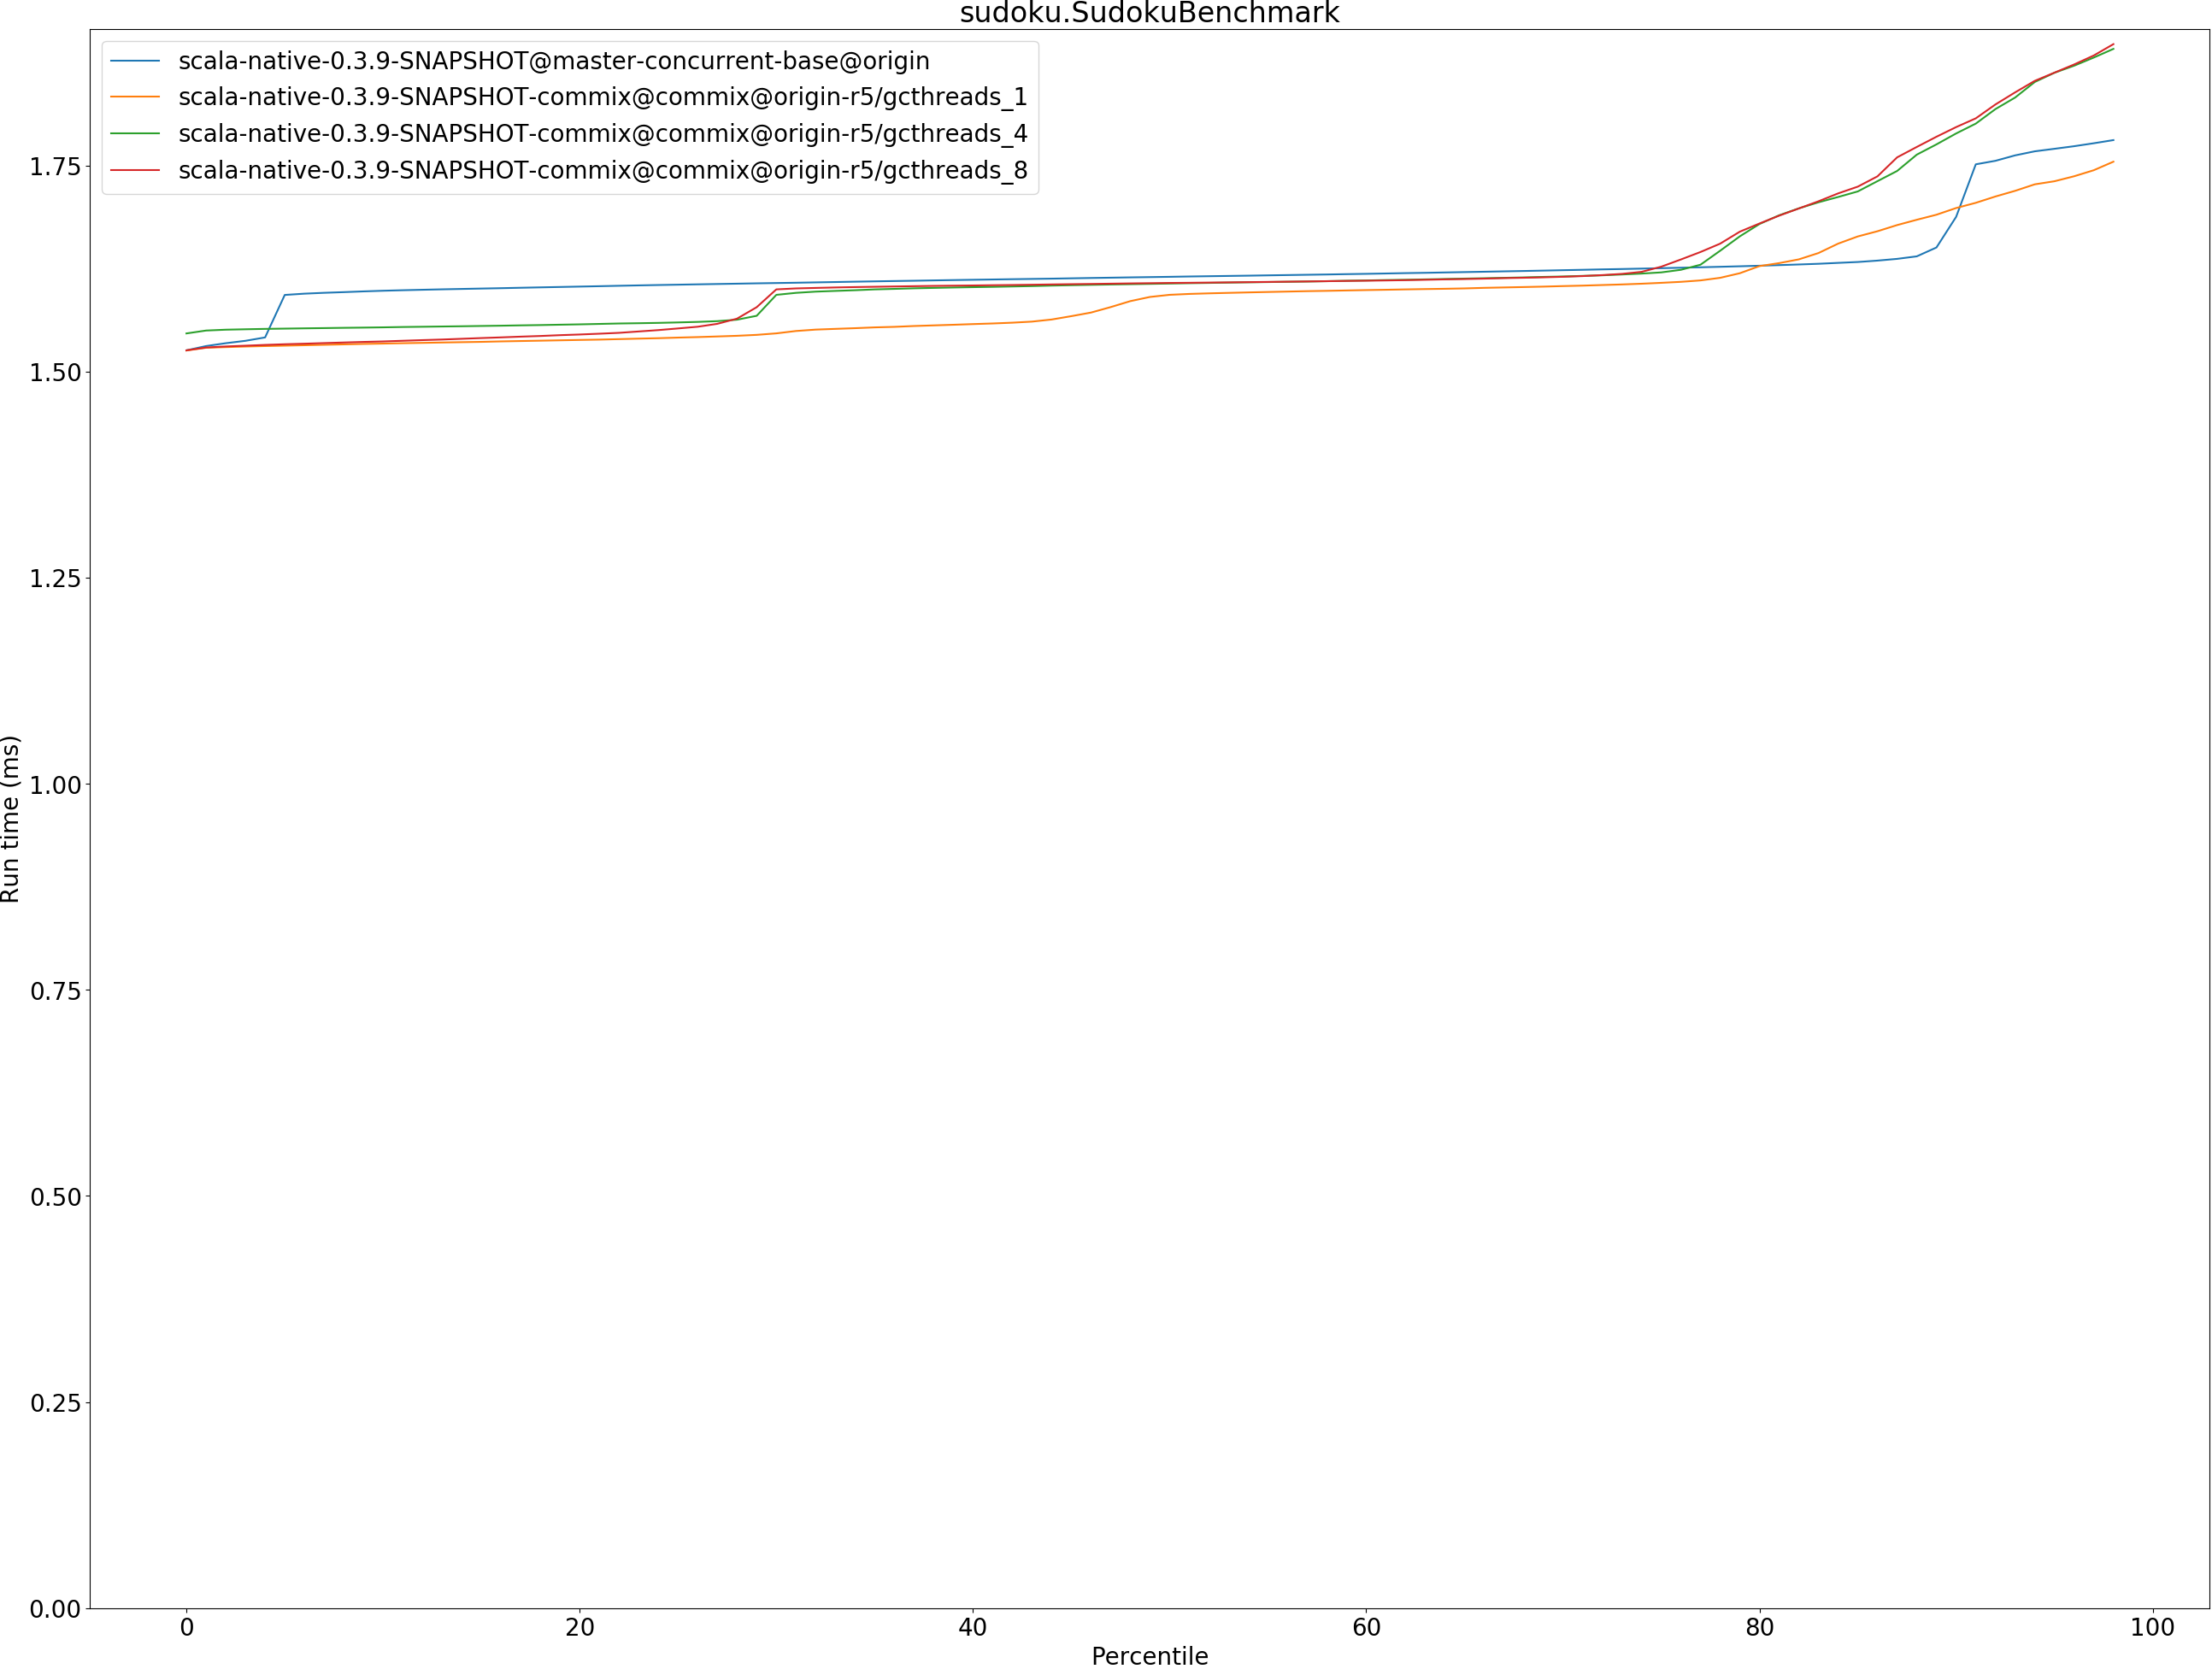 sudoku.SudokuBenchmark
scala-native-0.3.9-SNAPSHOT@master-concurrent-base@origin
scala-native-0.3.9-SNAPSHOT-commix@commix@origin-r5/gcthreads_1
scala-native-0.3.9-SNAPSHOT-commix@commix@origin-r5/gcthreads_4
scala-native-0.3.9-SNAPSHOT-commix@commix@origin-r5/gcthreads_8
1.75
1.50
1.25
1.00
0.75
0.50
0.25
0.00
Run time (ms)
0 20 40 60 80 100
Percentile